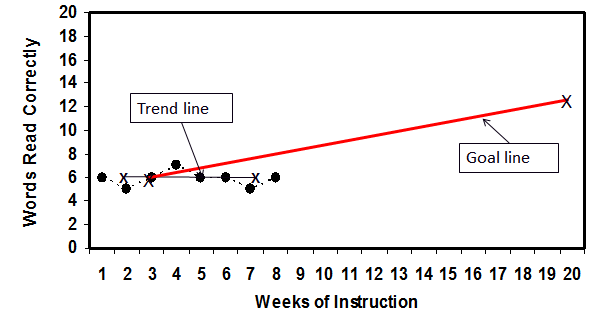 20
18
16
14
12
10
8
6
4
2
0
Words Read Correctly
Trend line
Goal line
X
X
X
X
1 2 3 4 5 6 7 8 9 10 11 12 13 14 15 16 17 18 19 20
Weeks of Instruction